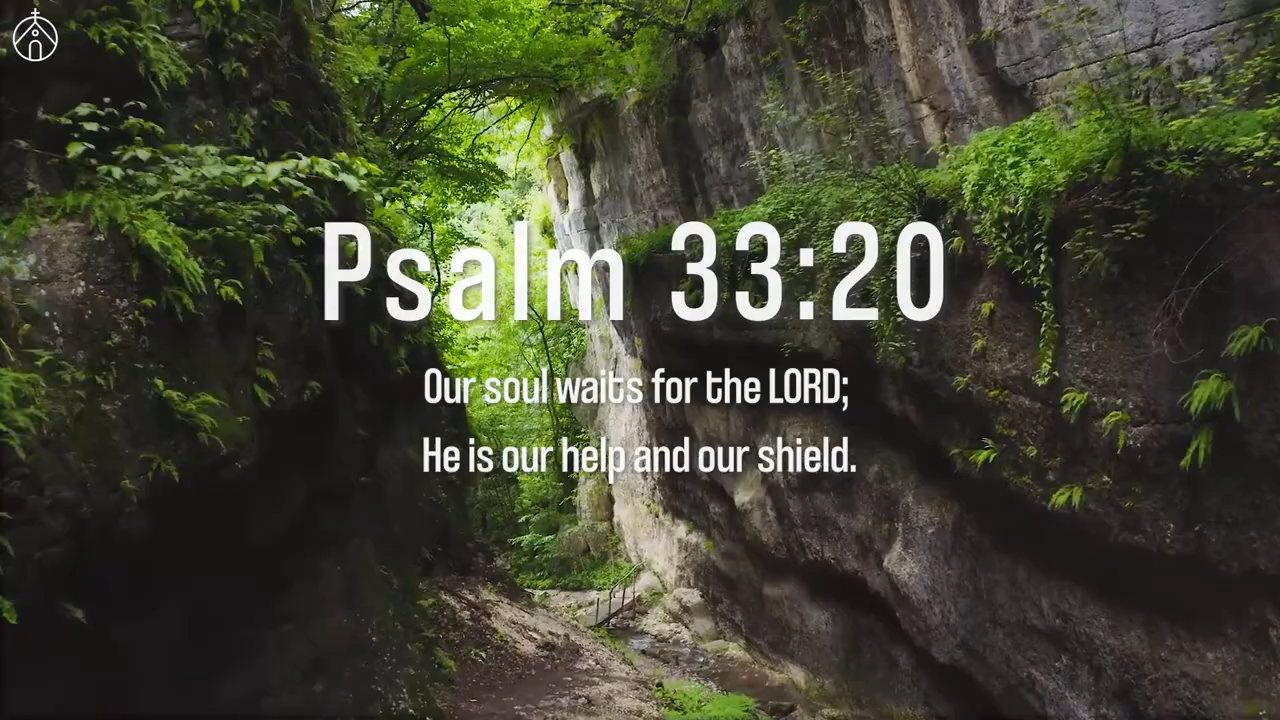 Psalm 33:20
Our soul waits for the LORD;
He is our help and our shield.